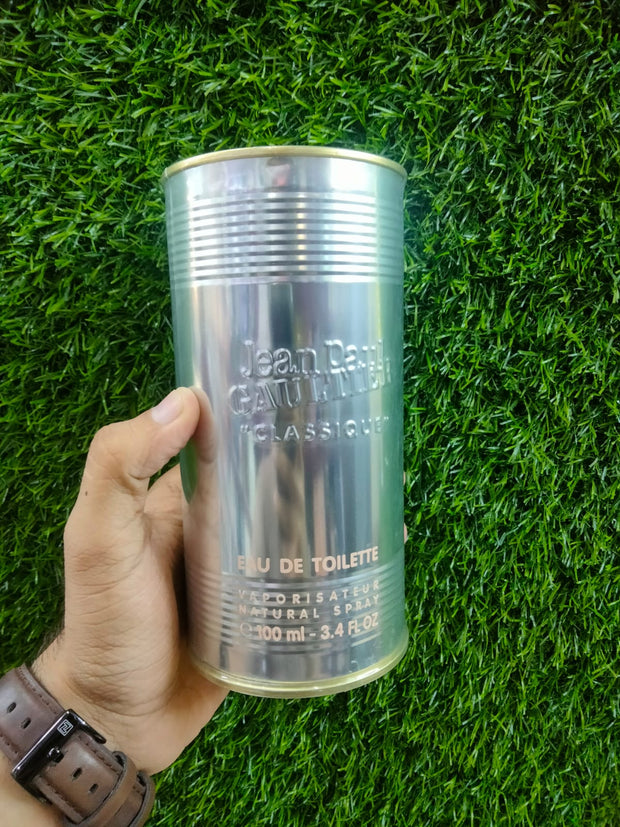 Jean Paul
GAULTIER
"CLASSIQUE"
EAU DE TOILETTE
VAPORISATEUR
NATURAL SPRAY
℮ 100 ml - 3.4 FL OZ